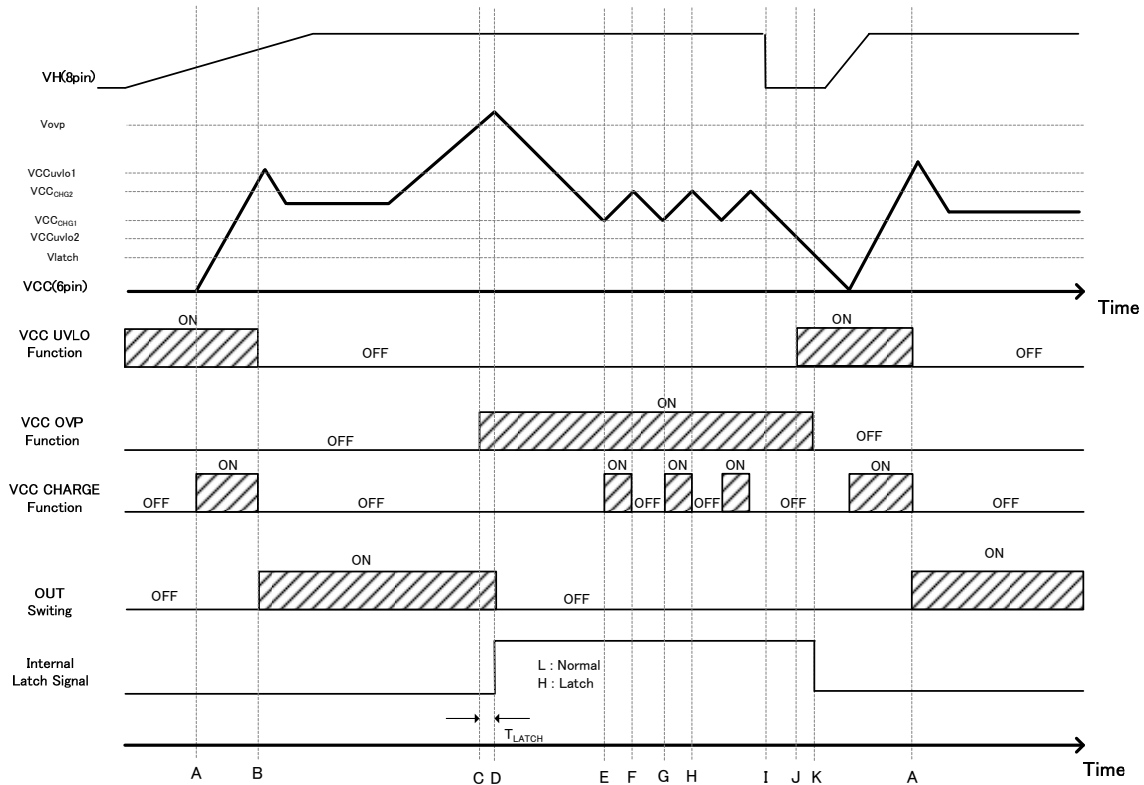 VH(8pin)
Vovp
VCCuvlo1
VCCCHG2
VCCCHG1
VCCuvlo2
Vlatch
VCC(6pin)
Time
VCC UVLO
Function
ON
OFF
ON
OFF
VCC OVP
Function
OFF
ON
OFF
VCC CHARGE
Function
OFF
ON
OFF
ON
OFF
ON
OFF
ON
OFF
ON
OFF
OUT
Switing
OFF
ON
OFF
ON
Internal
Latch Signal
L : Normal
H : Latch
TLATCH
Time
A B C D E F G H I J K A